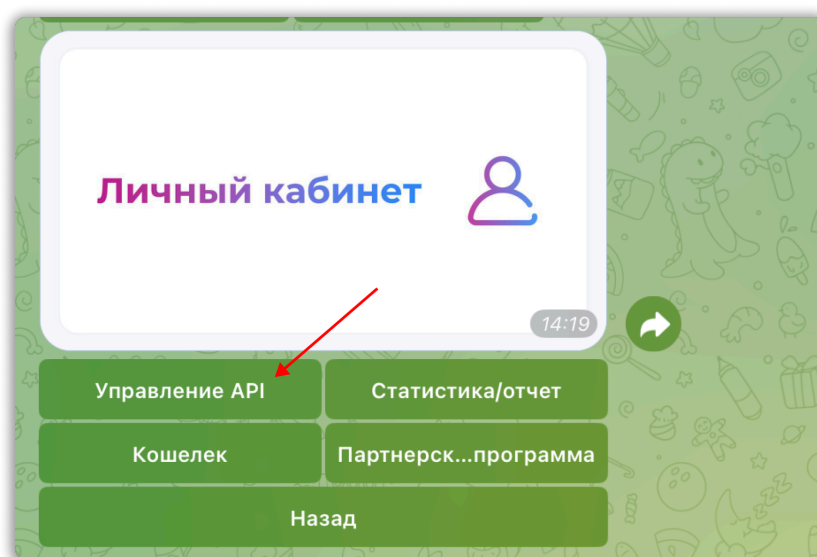 Личный кабинет
14:19
Управление API
Статистика/отчет
Кошелек
Партнерск...программа
Назад